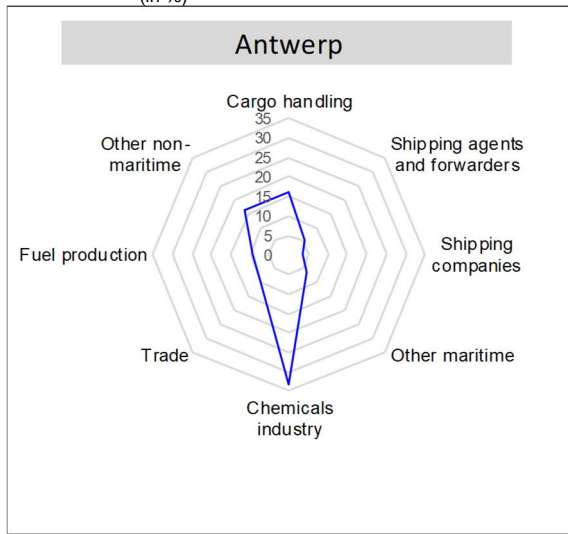 (in %)
Antwerp
Cargo handling
35
30
25
20
15
10
5
0
Other non-
maritime
Shipping agents
and forwarders
Fuel production
Shipping
companies
Trade
Other maritime
Chemicals
industry